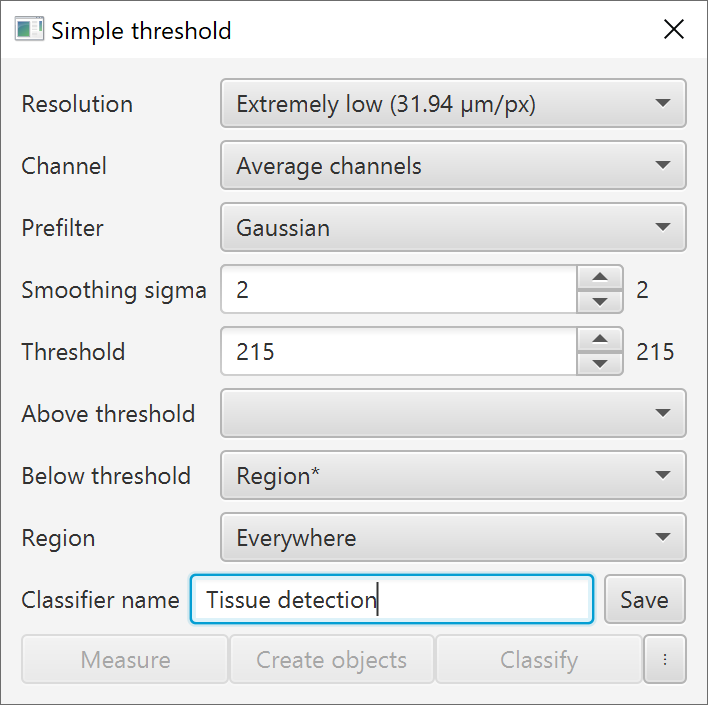 Simple threshold
Resolution Extremely low (31.94 µm/px)
Channel Average channels
Prefilter Gaussian
Smoothing sigma 2 2
Threshold 215 215
Above threshold
Below threshold Region*
Region Everywhere
Classifier name Tissue detection Save
Measure Create objects Classify